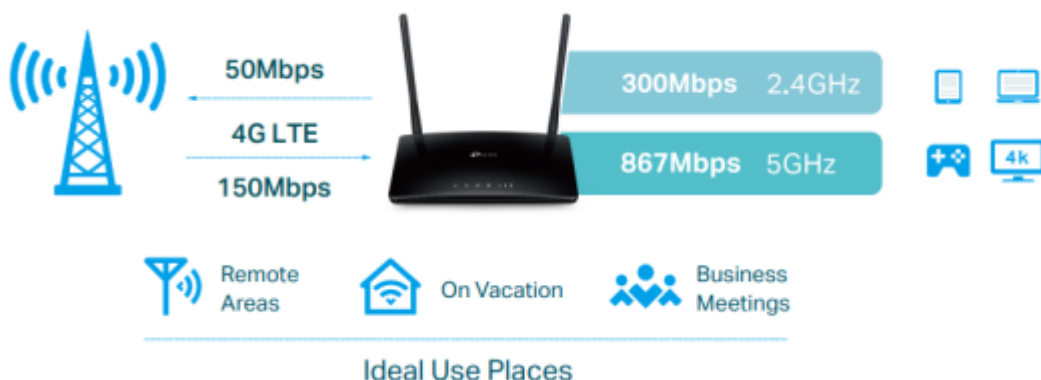 50Mbps
4G LTE
150Mbps
300Mbps 2.4GHz
867Mbps 5GHz
4k
Remote
Areas
On Vacation
Business
Meetings
Ideal Use Places